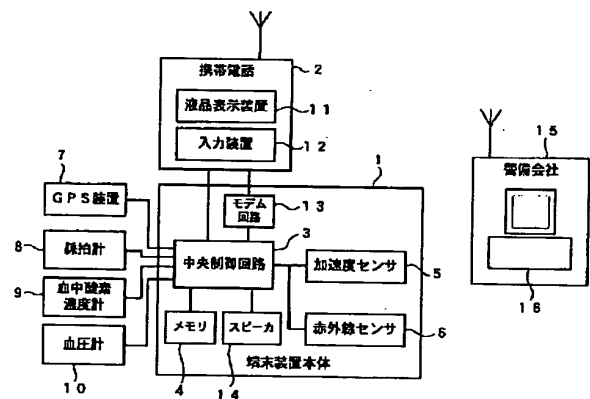 携帯電話
2
液晶表示装置
11
入力装置
12
15
警備会社
16
1
7
GPS装置
モデム
回路
13
3
8
脈拍計
中央制御回路
加速度センサ
5
9
血中酸素
濃度計
メモリ
スピーカ
赤外線センサ
6
血圧計
10
4
14
端末装置本体